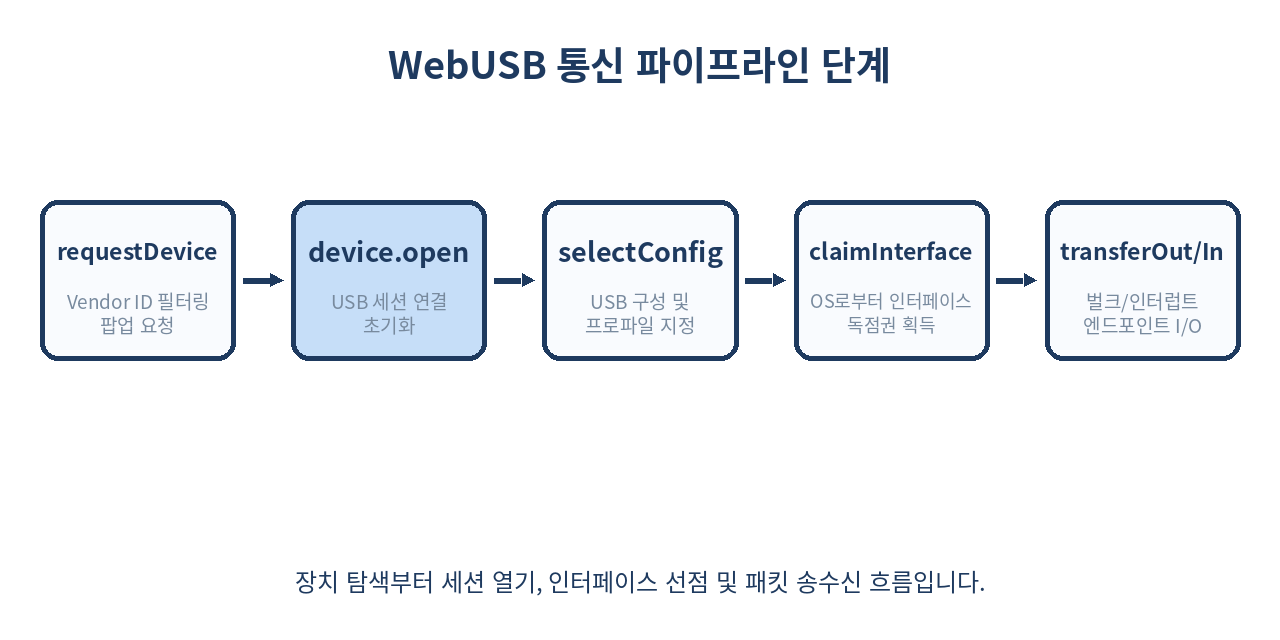 WebUSB 통신 파이프라인 단계
requestDevice
Vendor ID 필터링
팝업 요청
device.open
USB 세션 연결
초기화
selectConfig
USB 구성 및
프로파일 지정
claimInterface
OS로부터 인터페이스
독점권 획득
transferOut/In
벌크/인터럽트
엔드포인트 I/O
장치 탐색부터 세션 열기, 인터페이스 선점 및 패킷 송수신 흐름입니다.